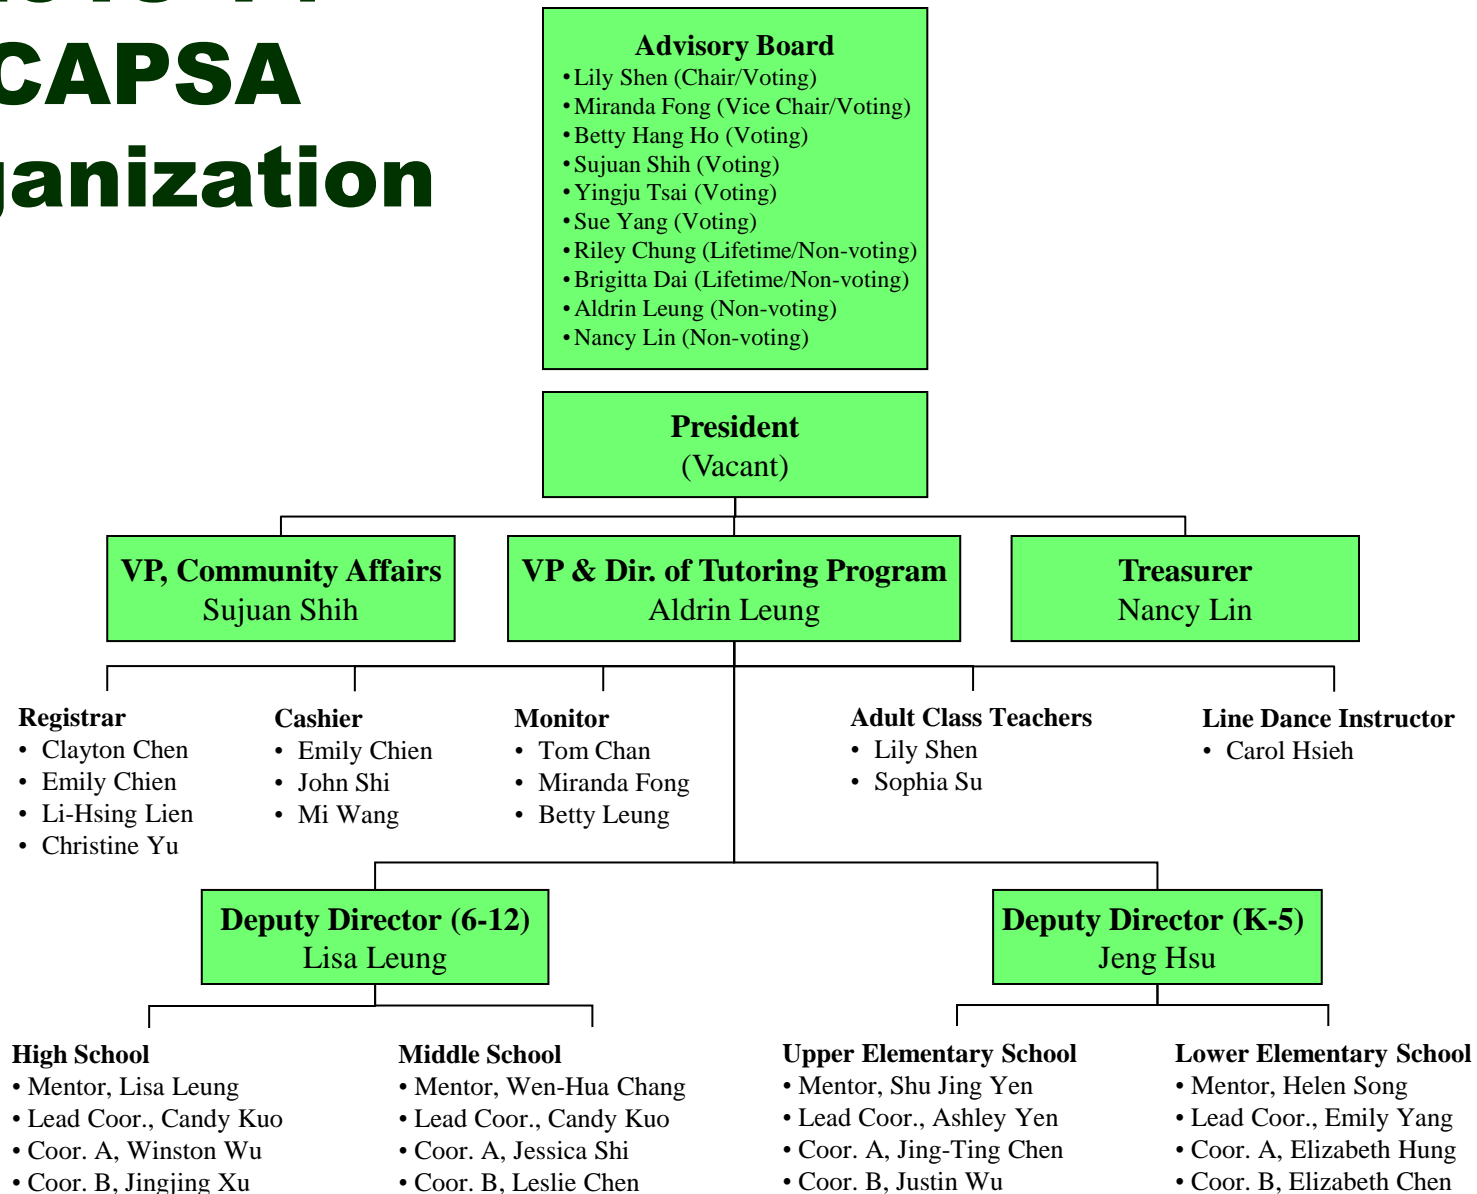 CAPSA
ganization
Advisory Board
•Lily Shen (Chair/Voting)
•Miranda Fong (Vice Chair/Voting)
•Betty Hang Ho (Voting)
•Sujuan Shih (Voting)
•Yingju Tsai (Voting)
•Sue Yang (Voting)
•Riley Chung (Lifetime/Non-voting)
•Brigitta Dai (Lifetime/Non-voting)
•Aldrin Leung (Non-voting)
•Nancy Lin (Non-voting)
President
(Vacant)
VP, Community Affairs
Sujuan Shih
VP & Dir. of Tutoring Program
Aldrin Leung
Treasurer
Nancy Lin
Registrar
• Clayton Chen
• Emily Chien
• Li-Hsing Lien
• Christine Yu
Cashier
• Emily Chien
• John Shi
• Mi Wang
Monitor
• Tom Chan
• Miranda Fong
• Betty Leung
Adult Class Teachers
• Lily Shen
• Sophia Su
Line Dance Instructor
• Carol Hsieh
Deputy Director (6-12)
Lisa Leung
Deputy Director (K-5)
Jeng Hsu
High School
• Mentor, Lisa Leung
• Lead Coor., Candy Kuo
• Coor. A, Winston Wu
• Coor. B, Jingjing Xu
Middle School
• Mentor, Wen-Hua Chang
• Lead Coor., Candy Kuo
• Coor. A, Jessica Shi
• Coor. B, Leslie Chen
Upper Elementary School
• Mentor, Shu Jing Yen
• Lead Coor., Ashley Yen
• Coor. A, Jing-Ting Chen
• Coor. B, Justin Wu
Lower Elementary School
• Mentor, Helen Song
• Lead Coor., Emily Yang
• Coor. A, Elizabeth Hung
• Coor. B, Elizabeth Chen